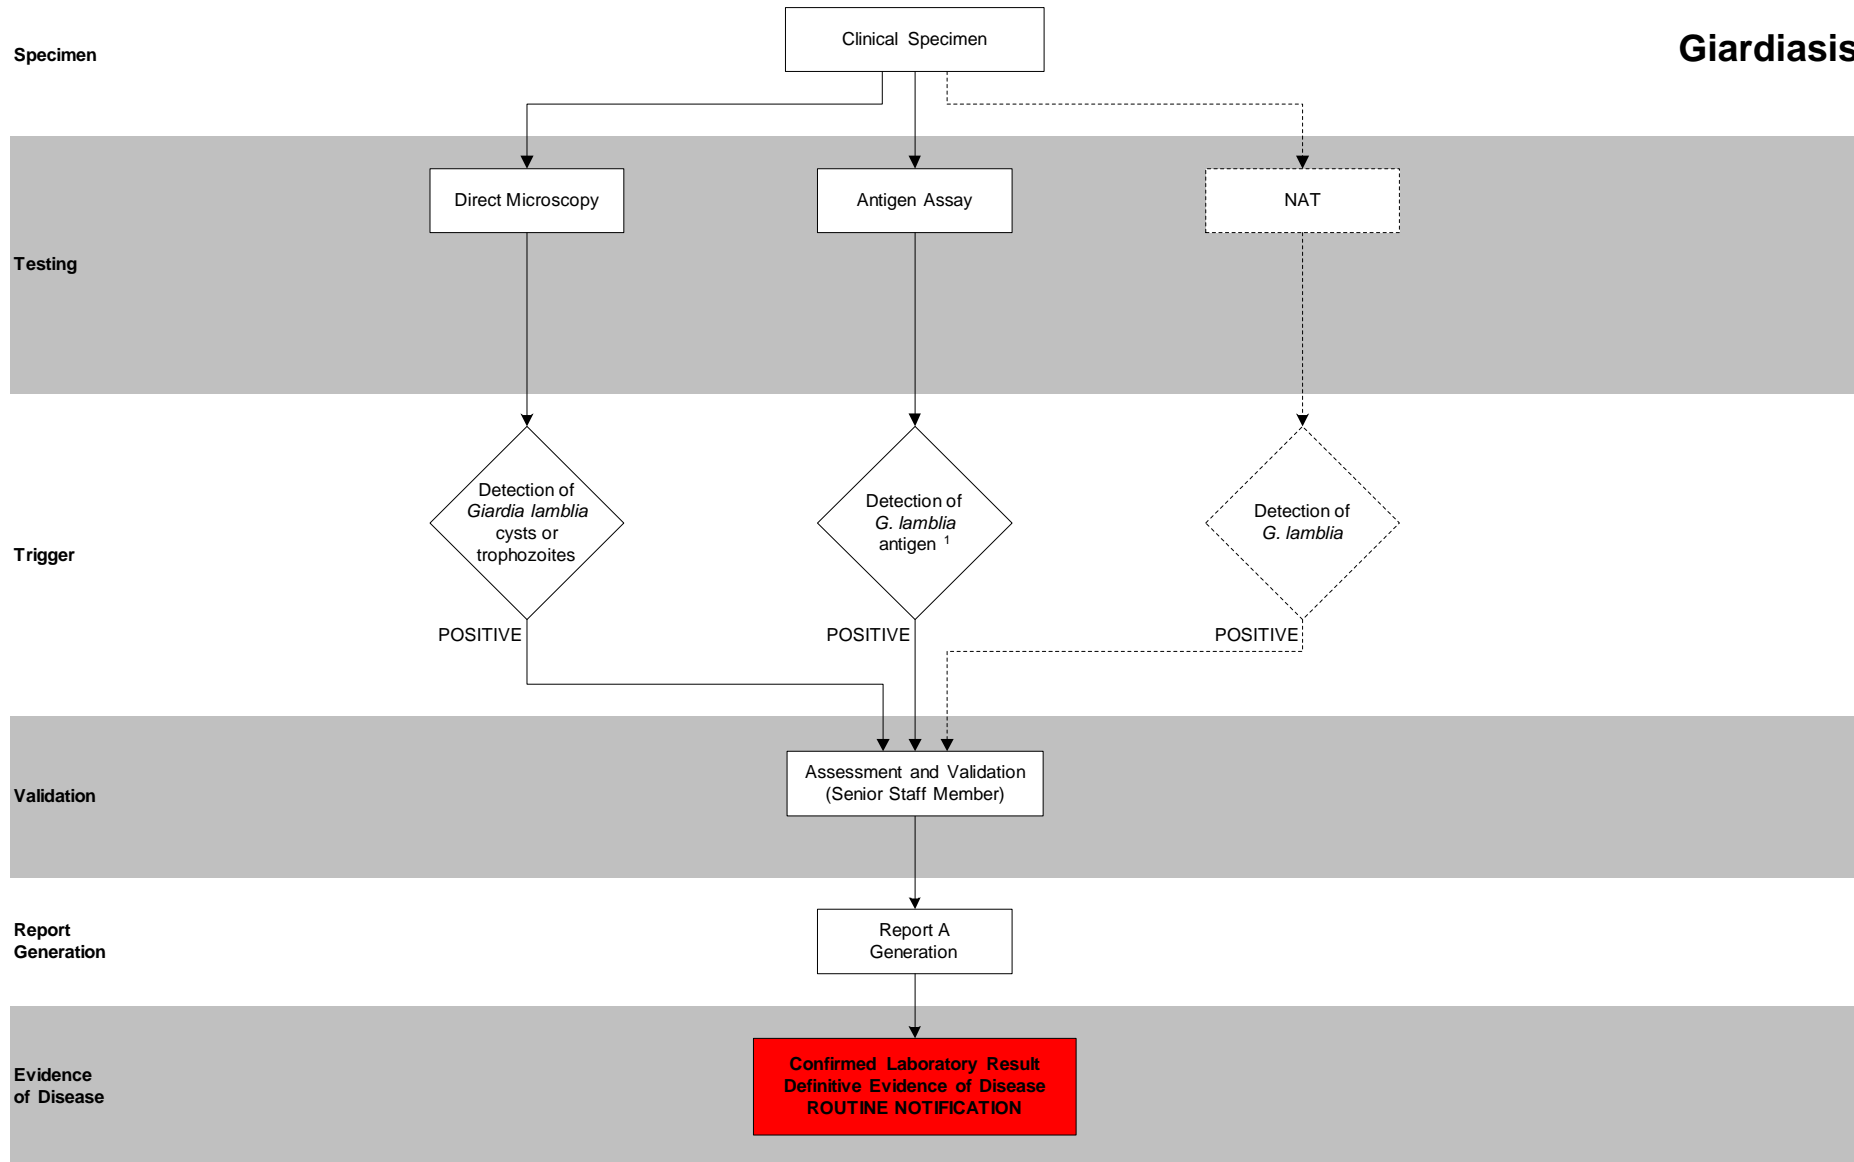 Giardiasis
Specimen
Clinical Specimen
Testing
Direct Microscopy
Antigen Assay
NAT
Trigger
Detection of
Giardia lamblia
cysts or
trophozoites
Detection of
G. lamblia
antigen 1
Detection of
G. lamblia
POSITIVE
POSITIVE
POSITIVE
Validation
Assessment and Validation
(Senior Staff Member)
Report
Generation
Report A
Generation
Evidence
of Disease
Confirmed Laboratory Result
Definitive Evidence of Disease
ROUTINE NOTIFICATION